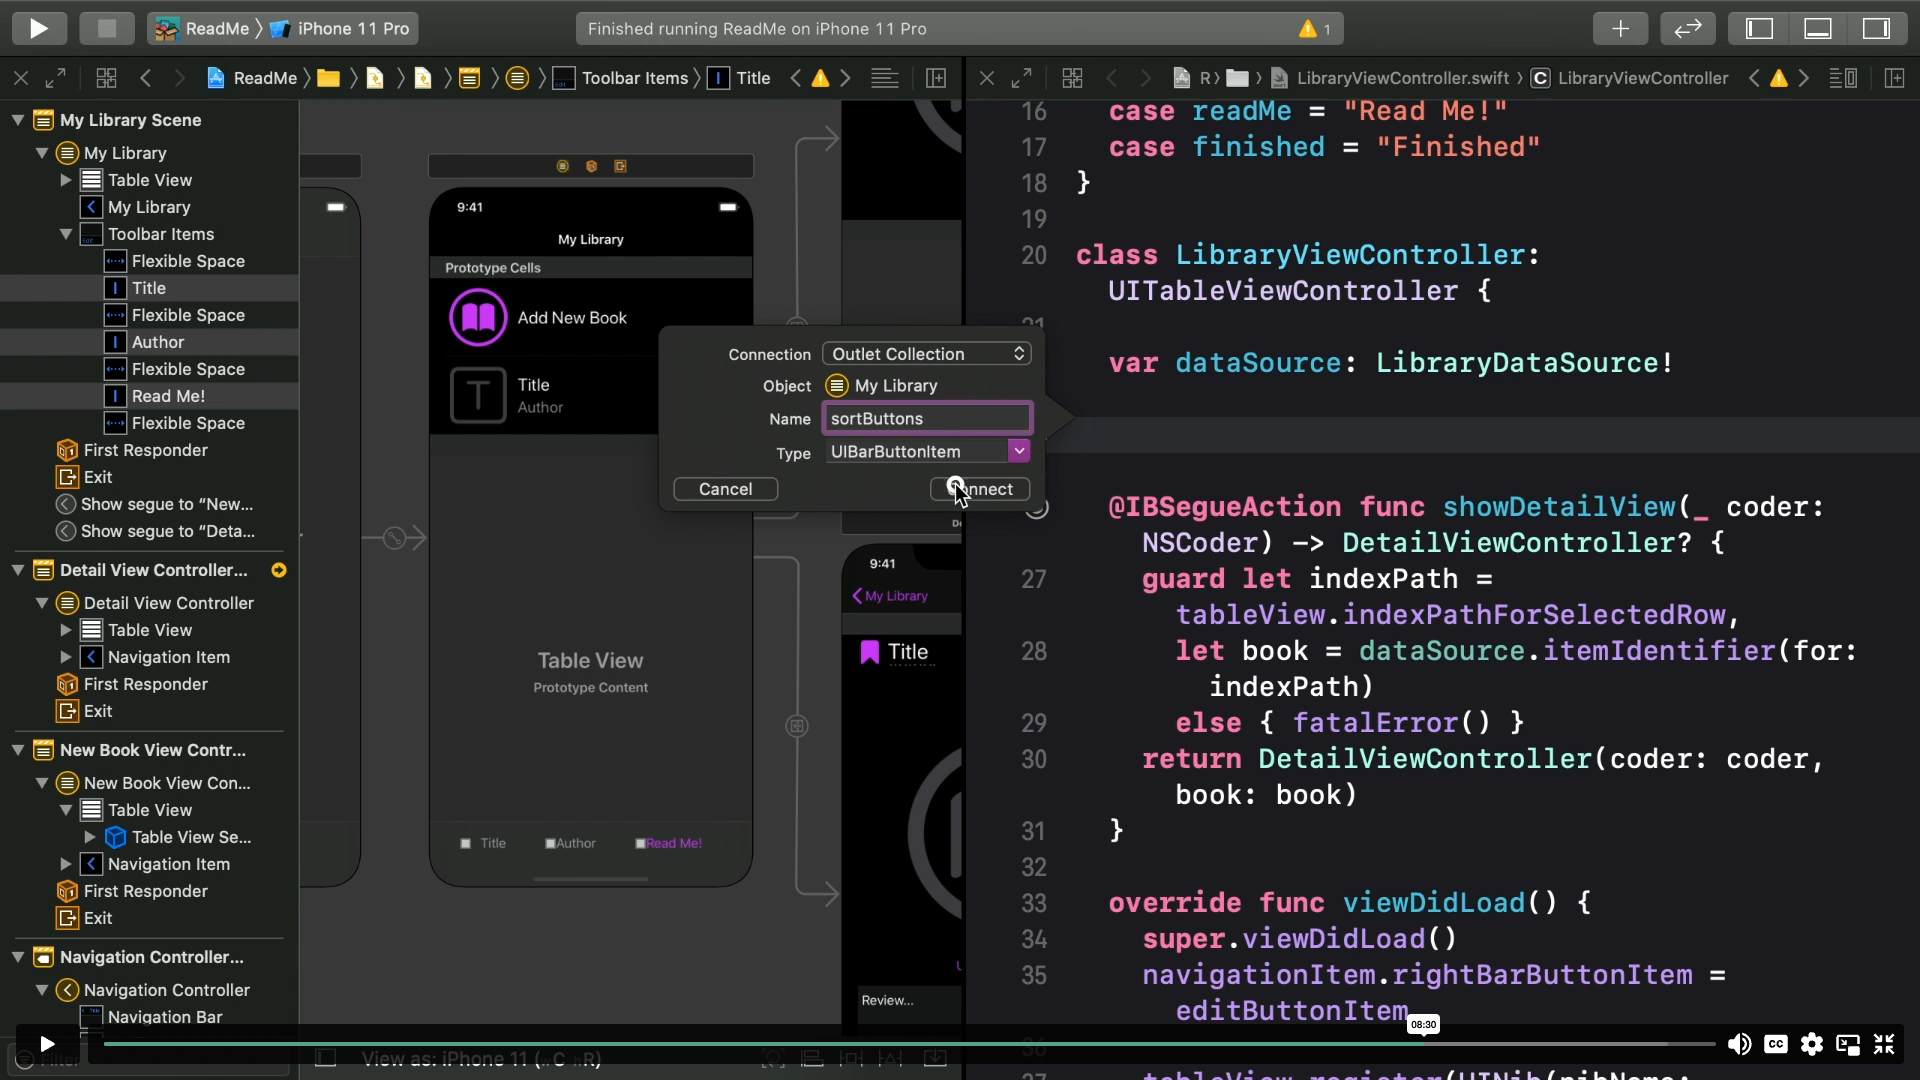 ReadMe
iPhone 11 Pro
Finished running ReadMe on iPhone 11 Pro
1
ReadMe
Toolbar Items
Title
R
LibraryViewController.swift
C
LibraryViewController
My Library Scene
My Library
Table View
My Library
Toolbar Items
Flexible Space
Title
Flexible Space
Author
Flexible Space
Read Me!
Flexible Space
First Responder
Exit
Show segue to “New...
Show segue to “Deta...
Detail View Controller...
Detail View Controller
Table View
Navigation Item
First Responder
Exit
New Book View Contr...
New Book View Con...
Table View
Table View Se...
Navigation Item
First Responder
Exit
Navigation Controller...
Navigation Controller
Navigation Bar
Filter
9:41
My Library
Prototype Cells
Add New Book
T
Title
Author
Table View
Prototype Content
Title
Author
Read Me!
Connection
Outlet Collection
Object
My Library
Name
sortButtons
Type
UIBarButtonItem
Cancel
9:41
My Library
Title
Review...
View as: iPhone 11 (wC hR)
16 case readMe = "Read Me!"
17 case finished = "Finished"
18 }
19
20 class LibraryViewController:
UITableViewController {
21
var dataSource: LibraryDataSource!
@IBSegueAction func showDetailView(_ coder:
NSCoder) -> DetailViewController? {
27 guard let indexPath =
tableView.indexPathForSelectedRow,
28 let book = dataSource.itemIdentifier(for:
indexPath)
29 else { fatalError() }
30 return DetailViewController(coder: coder,
book: book)
31 }
32
33 override func viewDidLoad() {
34 super.viewDidLoad()
35 navigationItem.rightBarButtonItem =
editButtonItem
36
37 tableView.register(UINib(nibName:
08:30
CC